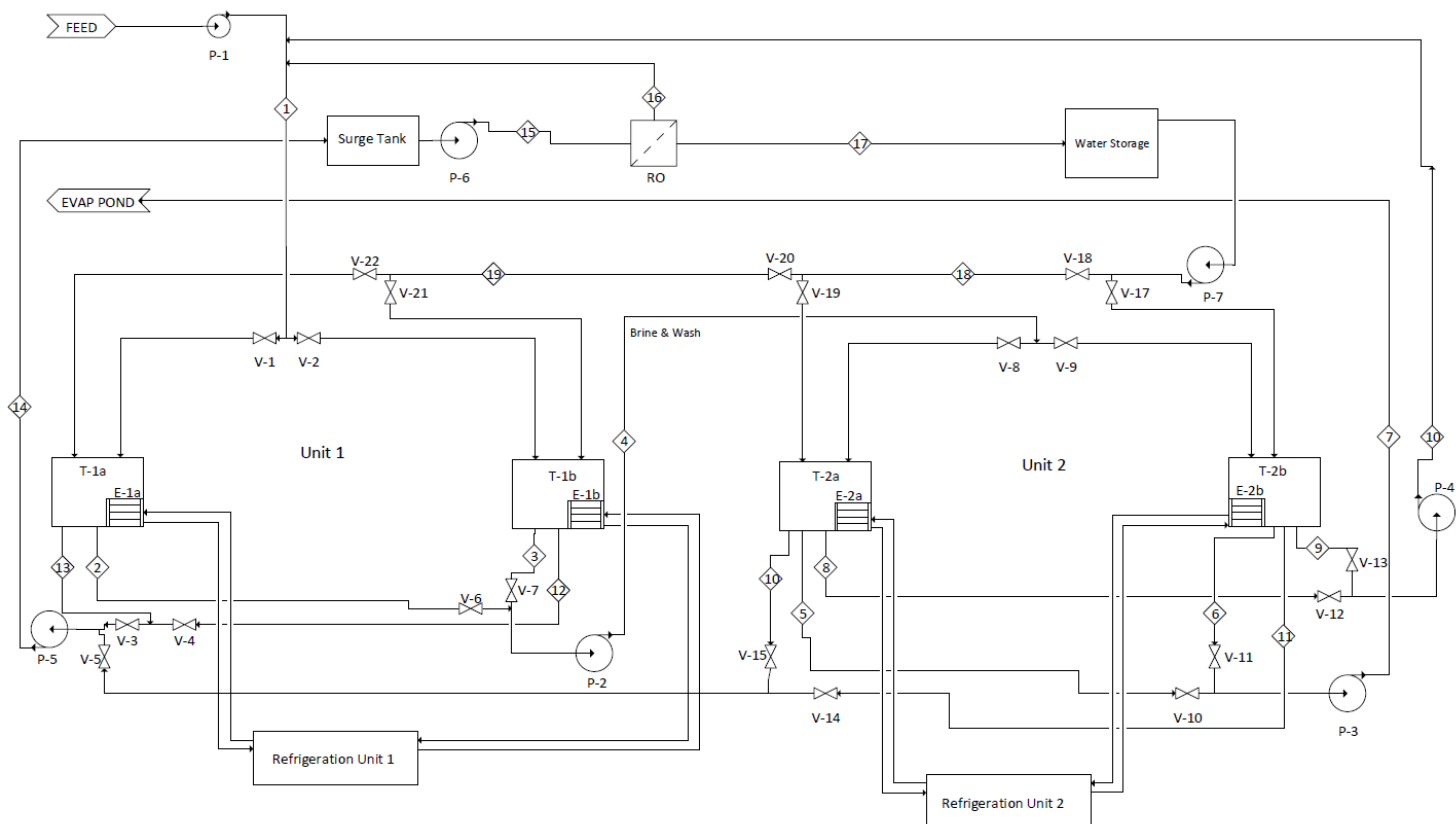 FEED
P-1
1
16
Surge Tank
P-6
15
RO
17
Water Storage
EVAP POND
V-22
19
V-20
18
V-18
P-7
V-21
V-19
V-17
Brine & Wash
V-1
V-2
V-8
V-9
14
4
7
10
Unit 1
Unit 2
T-1a
E-1a
T-1b
E-1b
T-2a
E-2a
T-2b
E-2b
P-4
13
2
3
12
10
8
5
9
V-13
V-6
V-7
V-12
6
11
V-3
V-4
P-5
V-5
P-2
V-15
V-11
V-14
V-10
P-3
Refrigeration Unit 1
Refrigeration Unit 2